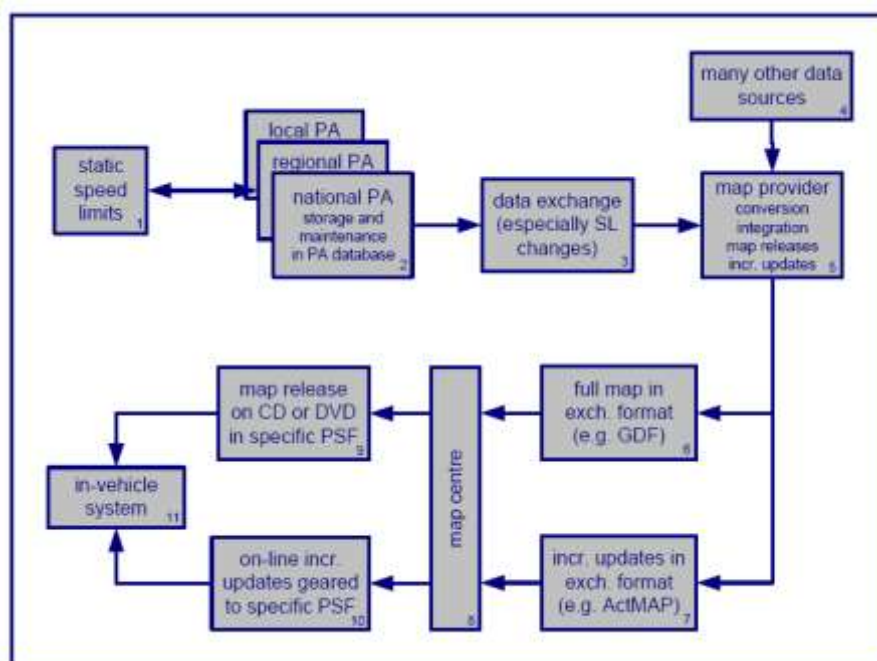 many other data
sources
4
local PA
regional PA
static
speed
limits
1
national PA
storage and
maintenance
in PA database
2
data exchange
(especially SL
changes)
3
map provider
conversion
integration
map releases
incr. updates
5
map release
on CD or DVD
in specific PSF
9
full map in
exch. format
(e.g. GDF)
6
map centre
8
in-vehicle
system
11
on-line incr.
updates geared
to specific PSF
10
incr. updates in
exch. format
(e.g. ActMAP)
7